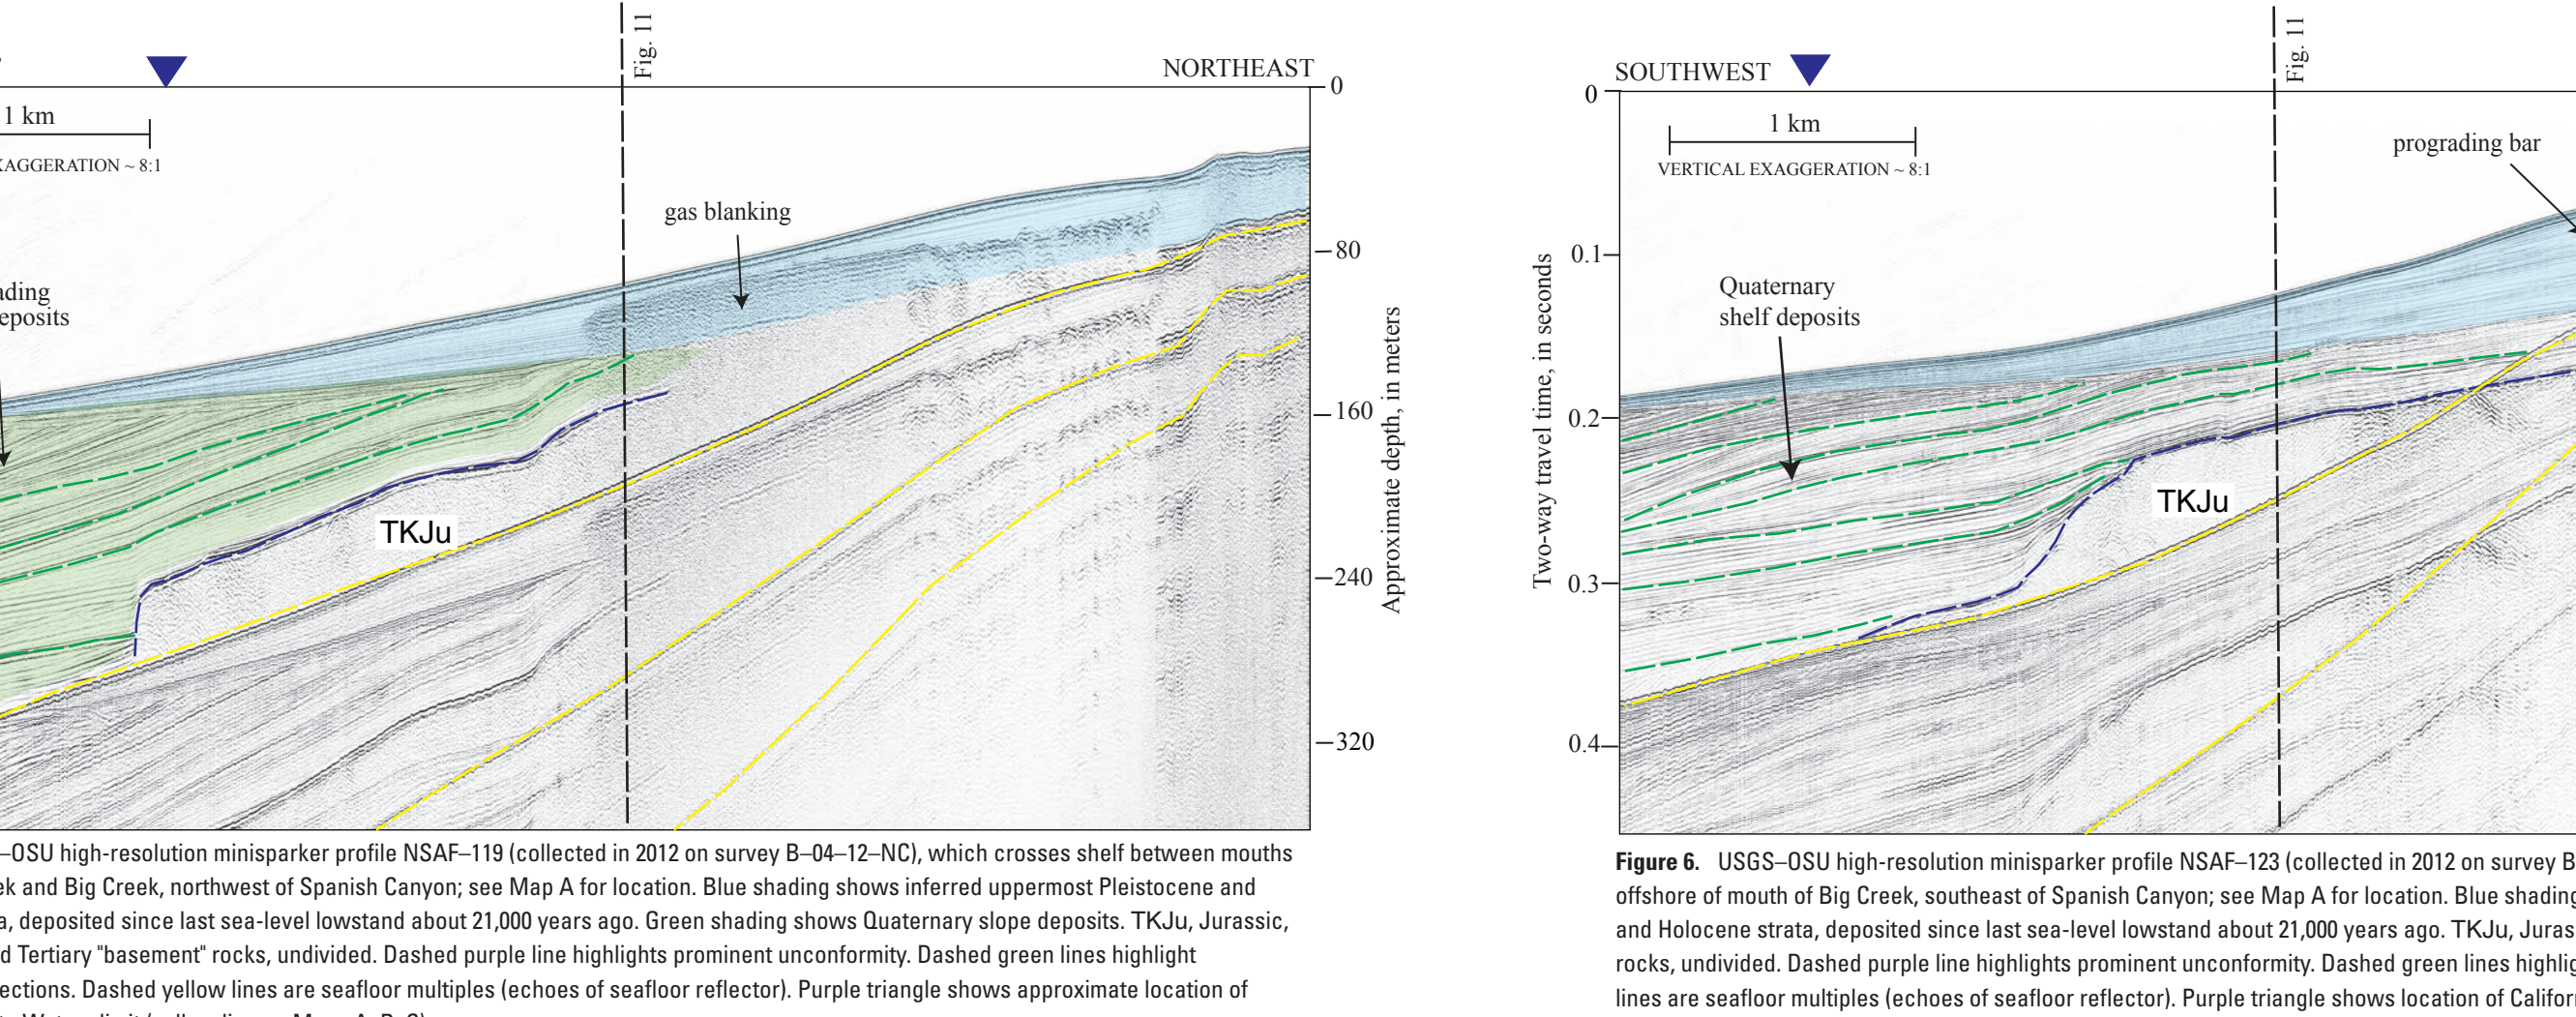 Fig. 11
NORTHEAST
0
1 km
EXAGGERATION ~ 8:1
gas blanking
80
160
240
320
Approximate depth, in meters
TKJu
–OSU high-resolution minisparker profile NSAF–119 (collected in 2012 on survey B–04–12–NC), which crosses shelf between mouths
ek and Big Creek, northwest of Spanish Canyon; see Map A for location. Blue shading shows inferred uppermost Pleistocene and
a, deposited since last sea-level lowstand about 21,000 years ago. Green shading shows Quaternary slope deposits. TKJu, Jurassic,
d Tertiary "basement" rocks, undivided. Dashed purple line highlights prominent unconformity. Dashed green lines highlight
ections. Dashed yellow lines are seafloor multiples (echoes of seafloor reflector). Purple triangle shows approximate location of
SOUTHWEST
Fig. 11
0
1 km
VERTICAL EXAGGERATION ~ 8:1
prograding bar
0.1
Quaternary
shelf deposits
0.2
0.3
0.4
Two-way travel time, in seconds
TKJu
Figure 6. USGS–OSU high-resolution minisparker profile NSAF–123 (collected in 2012 on survey B
offshore of mouth of Big Creek, southeast of Spanish Canyon; see Map A for location. Blue shading
and Holocene strata, deposited since last sea-level lowstand about 21,000 years ago. TKJu, Juras
rocks, undivided. Dashed purple line highlights prominent unconformity. Dashed green lines highlig
lines are seafloor multiples (echoes of seafloor reflector). Purple triangle shows location of Califor